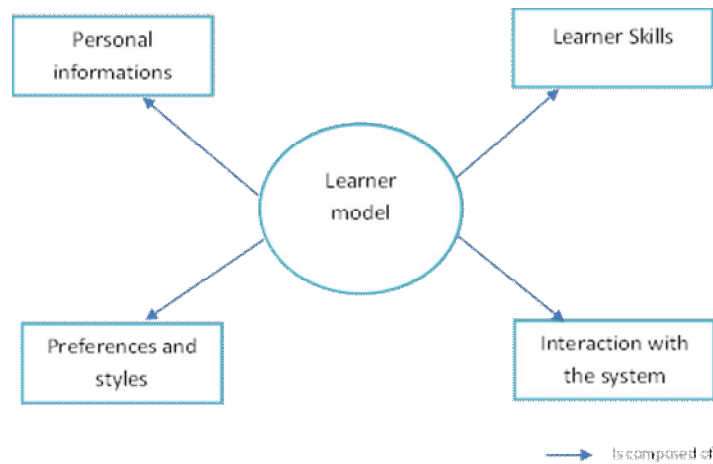 Personal
informations
Learner Skills
Learner
model
Preferences and
styles
Interaction with
the system
Is composed of